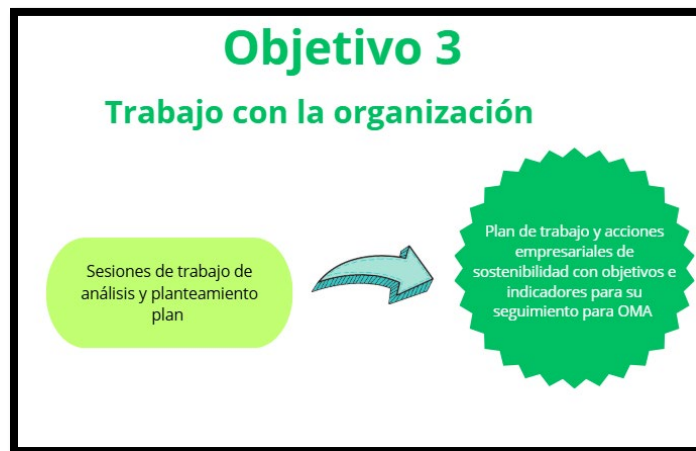 Objetivo 3
Trabajo con la organización
Sesiones de trabajo de
análisis y planteamiento
plan
Plan de trabajo y acciones
empresariales de
sostenibilidad con objetivos e
indicadores para su
seguimiento para OMA